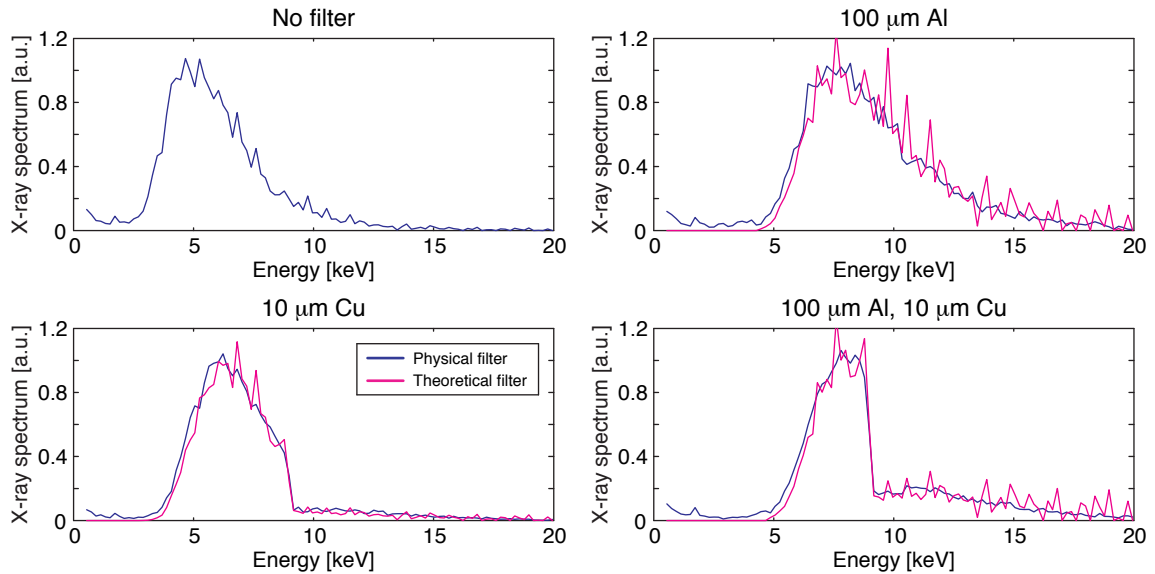 No filter
1.2
0.8
0.4
0
X-ray spectrum [a.u.]
0 5 10 15 20
Energy [keV]
100 μm Al
1.2
0.8
0.4
0
X-ray spectrum [a.u.]
0 5 10 15 20
Energy [keV]
10 μm Cu
1.2
0.8
0.4
0
X-ray spectrum [a.u.]
Physical filter
Theoretical filter
0 5 10 15 20
Energy [keV]
100 μm Al, 10 μm Cu
1.2
0.8
0.4
0
X-ray spectrum [a.u.]
0 5 10 15 20
Energy [keV]